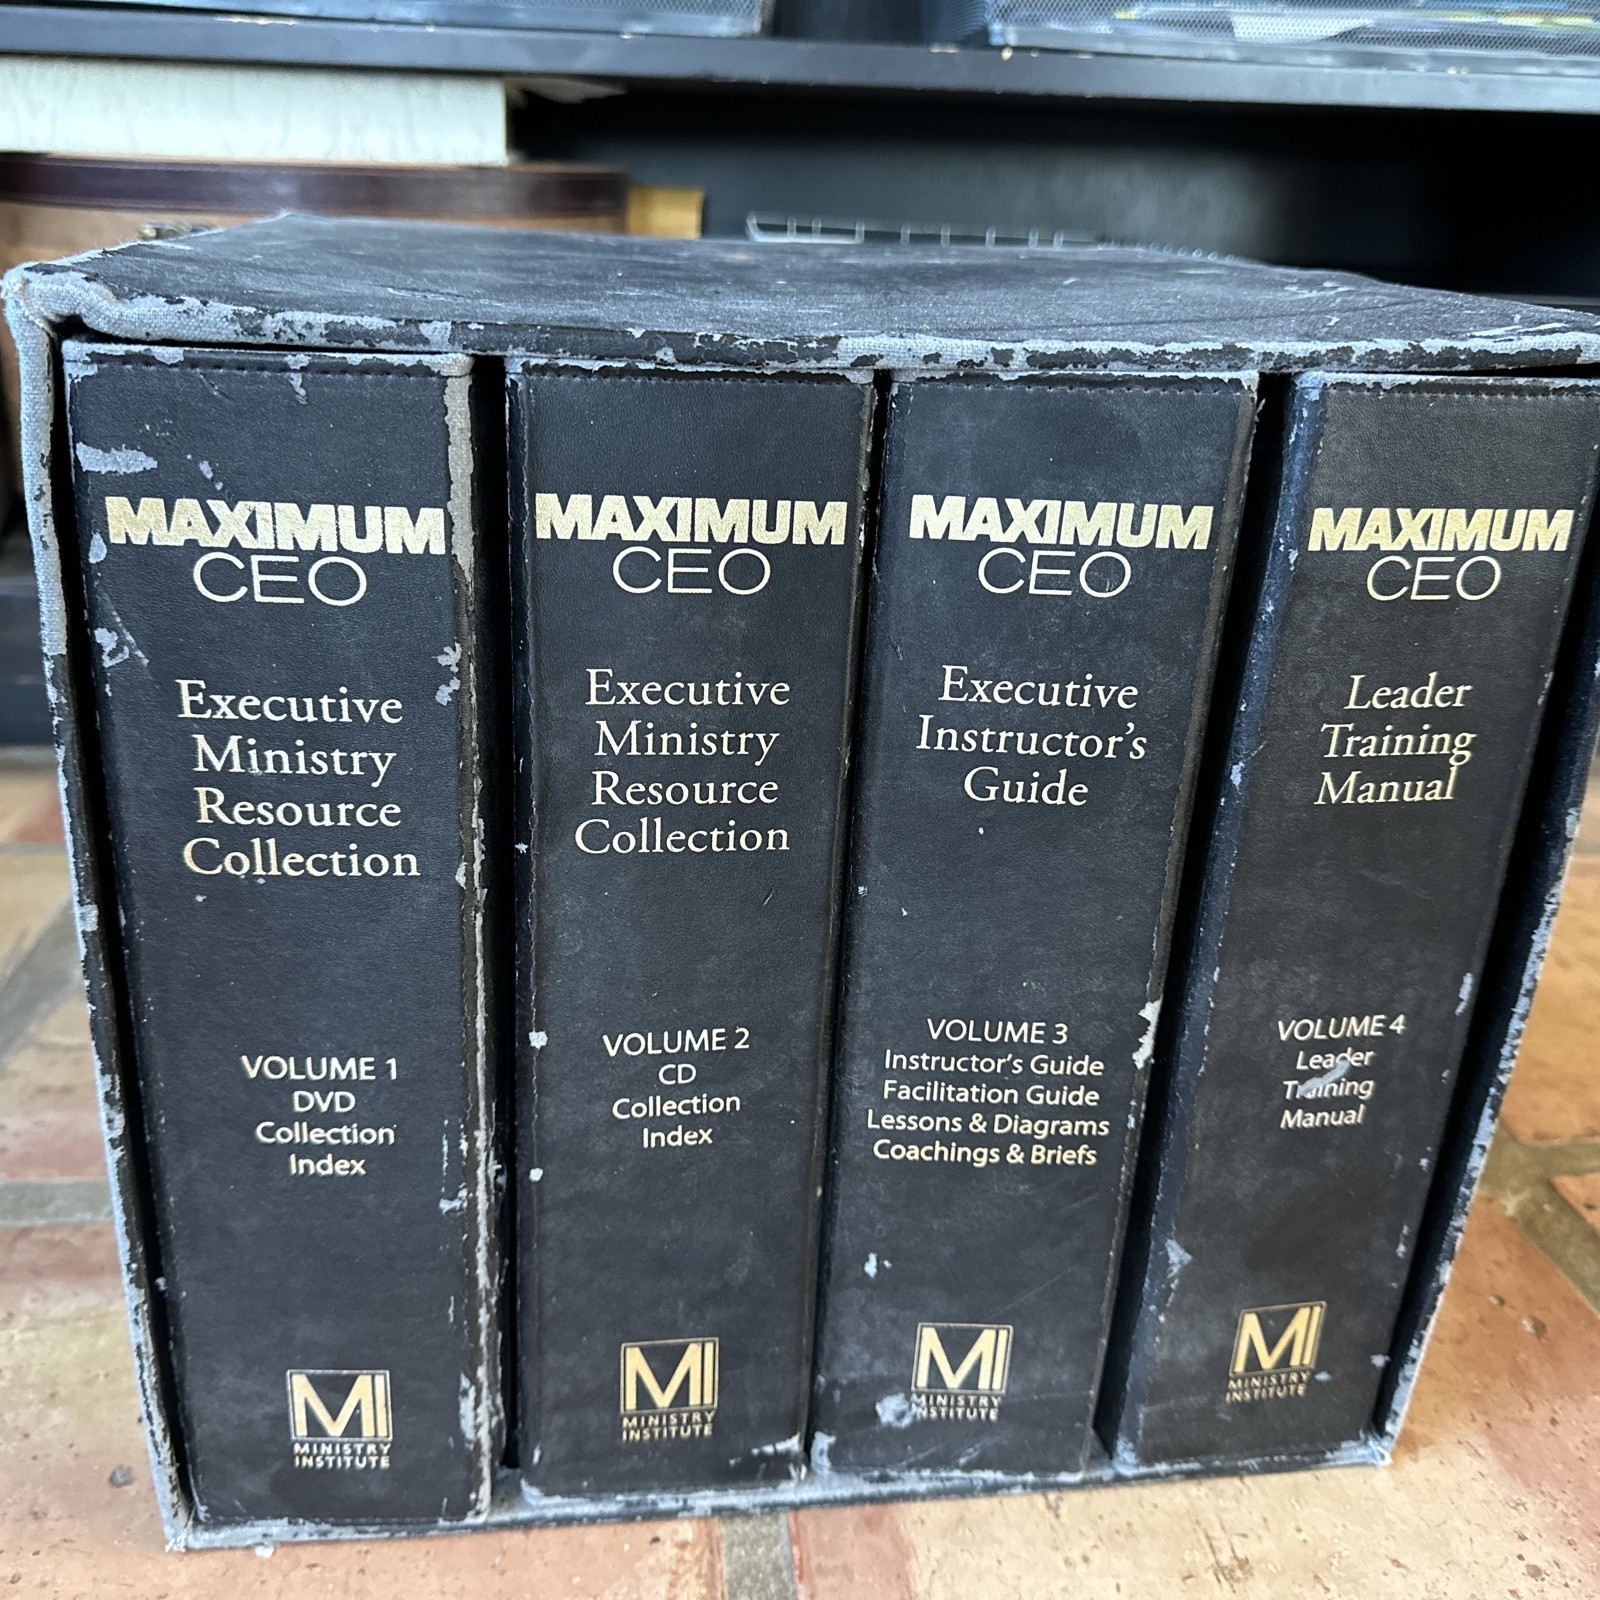 MAXIMUM
CEO
Executive
Ministry
Resource
Collection
VOLUME 1
DVD
Collection
Index
MI
MINISTRY
INSTITUTE
MAXIMUM
CEO
Executive
Ministry
Resource
Collection
VOLUME 2
CD
Collection
Index
MI
MINISTRY
INSTITUTE
MAXIMUM
CEO
Executive
Instructor's
Guide
VOLUME 3
Instructor's Guide
Facilitation Guide
Lessons & Diagrams
Coachings & Briefs
MI
MINISTRY
INSTITUTE
MAXIMUM
CEO
Leader
Training
Manual
VOLUME 4
Leader
Training
Manual
MI
MINISTRY
INSTITUTE